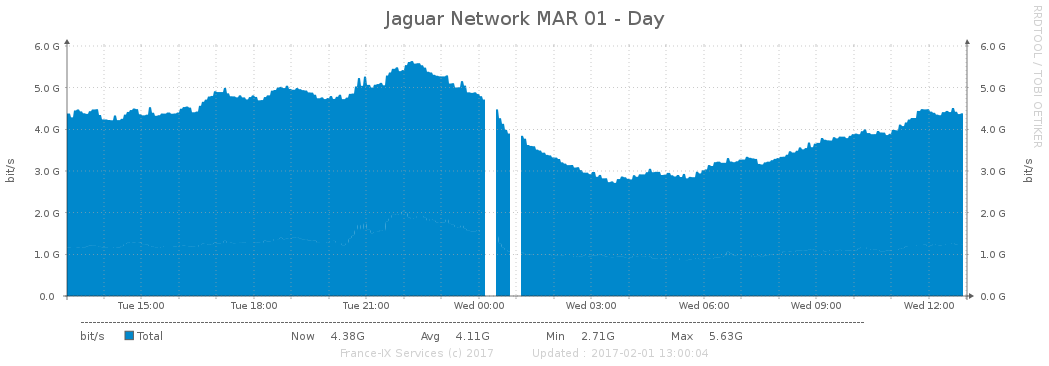 Jaguar Network MAR 01 - Day
RRDTOOL / TOBI OETIKER
6.0 G 6.0 G
5.0 G 5.0 G
4.0 G 4.0 G
3.0 G 3.0 G
2.0 G 2.0 G
1.0 G 1.0 G
0.0 0.0 G
bit/s
bit/s
Tue 15:00 Tue 18:00 Tue 21:00 Wed 00:00 Wed 03:00 Wed 06:00 Wed 09:00 Wed 12:00
bit/s Total Now 4.38G Avg 4.11G Min 2.71G Max 5.63G
France-IX Services (c) 2017 Updated : 2017-02-01 13:00:04